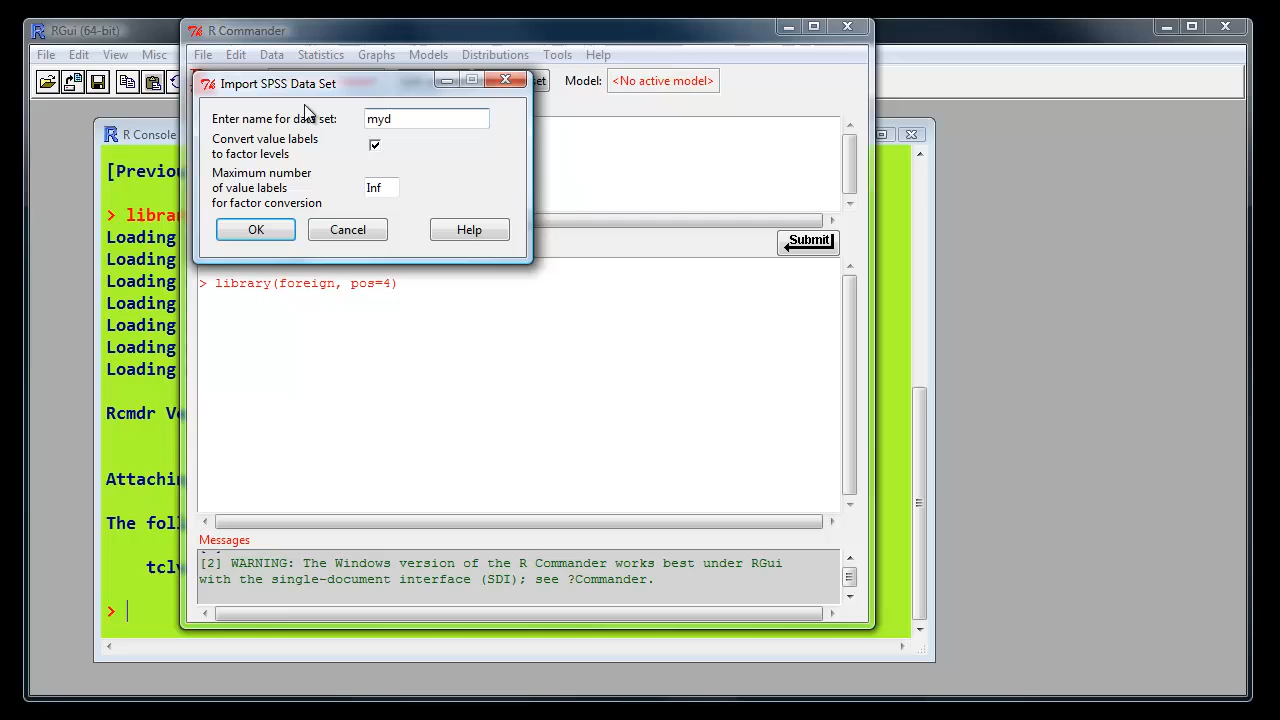 RGui (64-bit)
R Commander
File Edit View Misc
File Edit Data Statistics Graphs Models Distributions Tools Help
Model: <No active model>
Import SPSS Data Set
Enter name for data set: myd
Convert value labels
to factor levels
Maximum number
of value labels Inf
for factor conversion
OK Cancel Help
Submit
R Console
[Previou
> librar
Loading
Loading
Loading
Loading
Loading
Loading
Loading
Rcmdr Ve
Attachin
The foll
tclv
>
> library(foreign, pos=4)
Messages
[2] WARNING: The Windows version of the R Commander works best under RGui
with the single-document interface (SDI); see ?Commander.